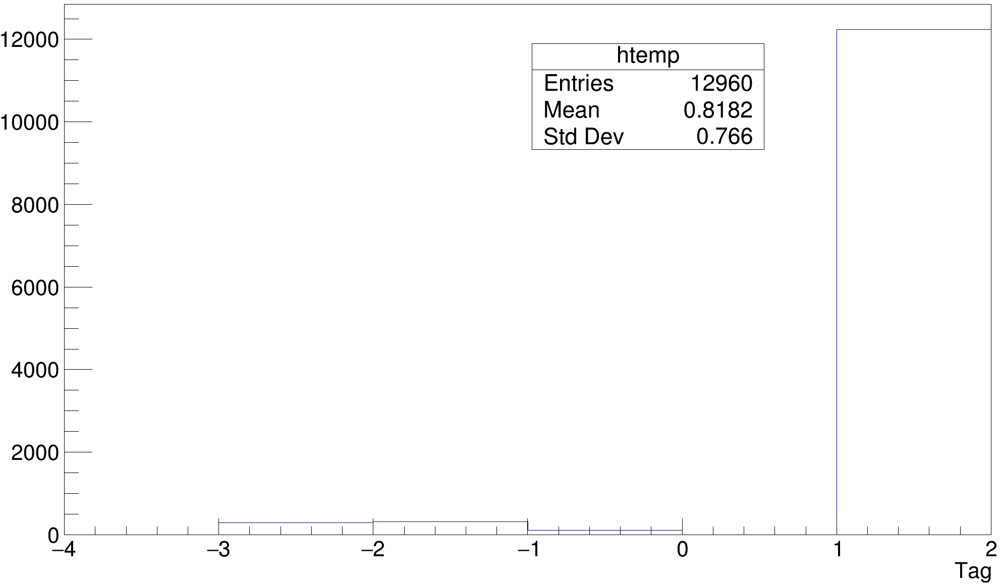 12000
10000
8000
6000
4000
2000
0
htemp
Entries 12960
Mean 0.8182
Std Dev 0.766
−4 −3 −2 −1 0 1 2
Tag